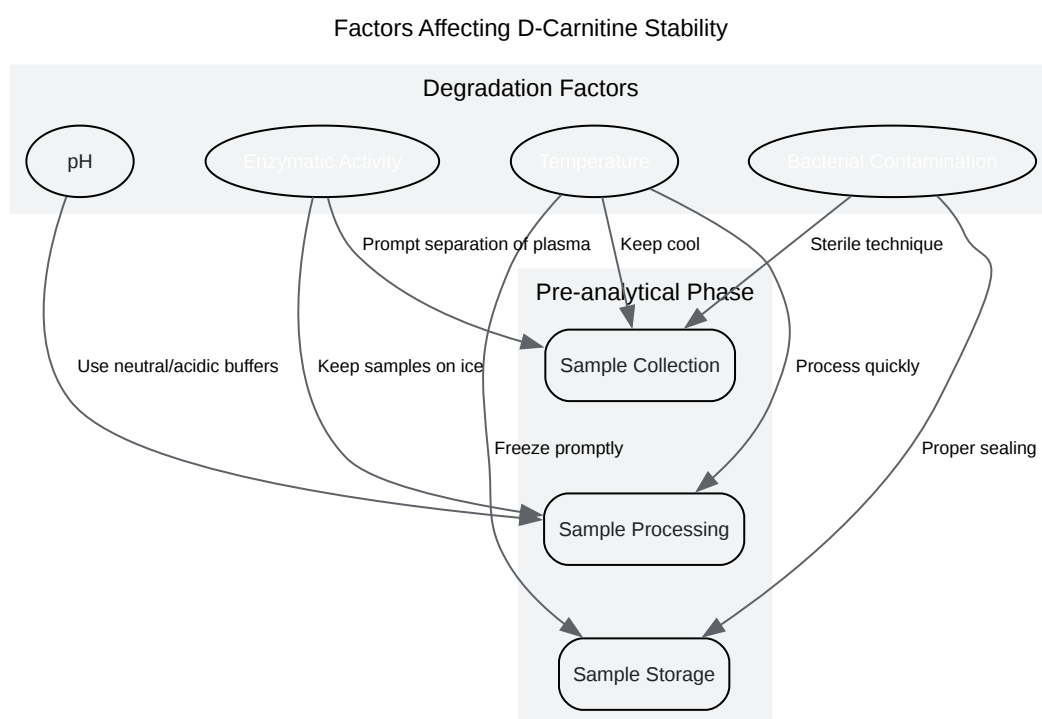 Factors Affecting D-Carnitine Stability
Degradation Factors
pH
Enzymatic Activity
Temperature
Bacterial Contamination
Prompt separation of plasma
Keep cool
Sterile technique
Pre-analytical Phase
Sample Collection
Use neutral/acidic buffers
Keep samples on ice
Process quickly
Freeze promptly
Proper sealing
Sample Processing
Sample Storage